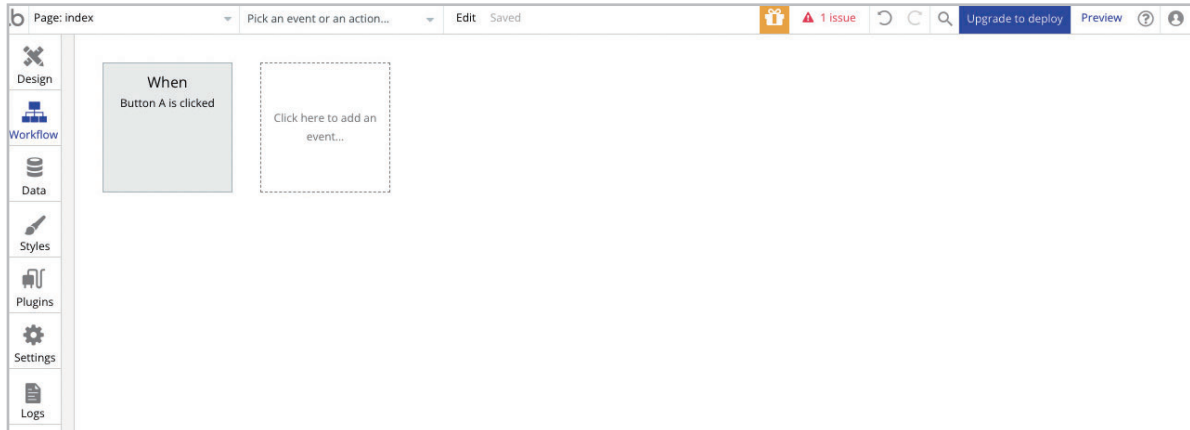 .b Page: index Pick an event or an action... Edit Saved 1 issue Upgrade to deploy Preview ?
Design
Workflow
Data
Styles
Plugins
Settings
Logs
When
Button A is clicked
Click here to add an
event...